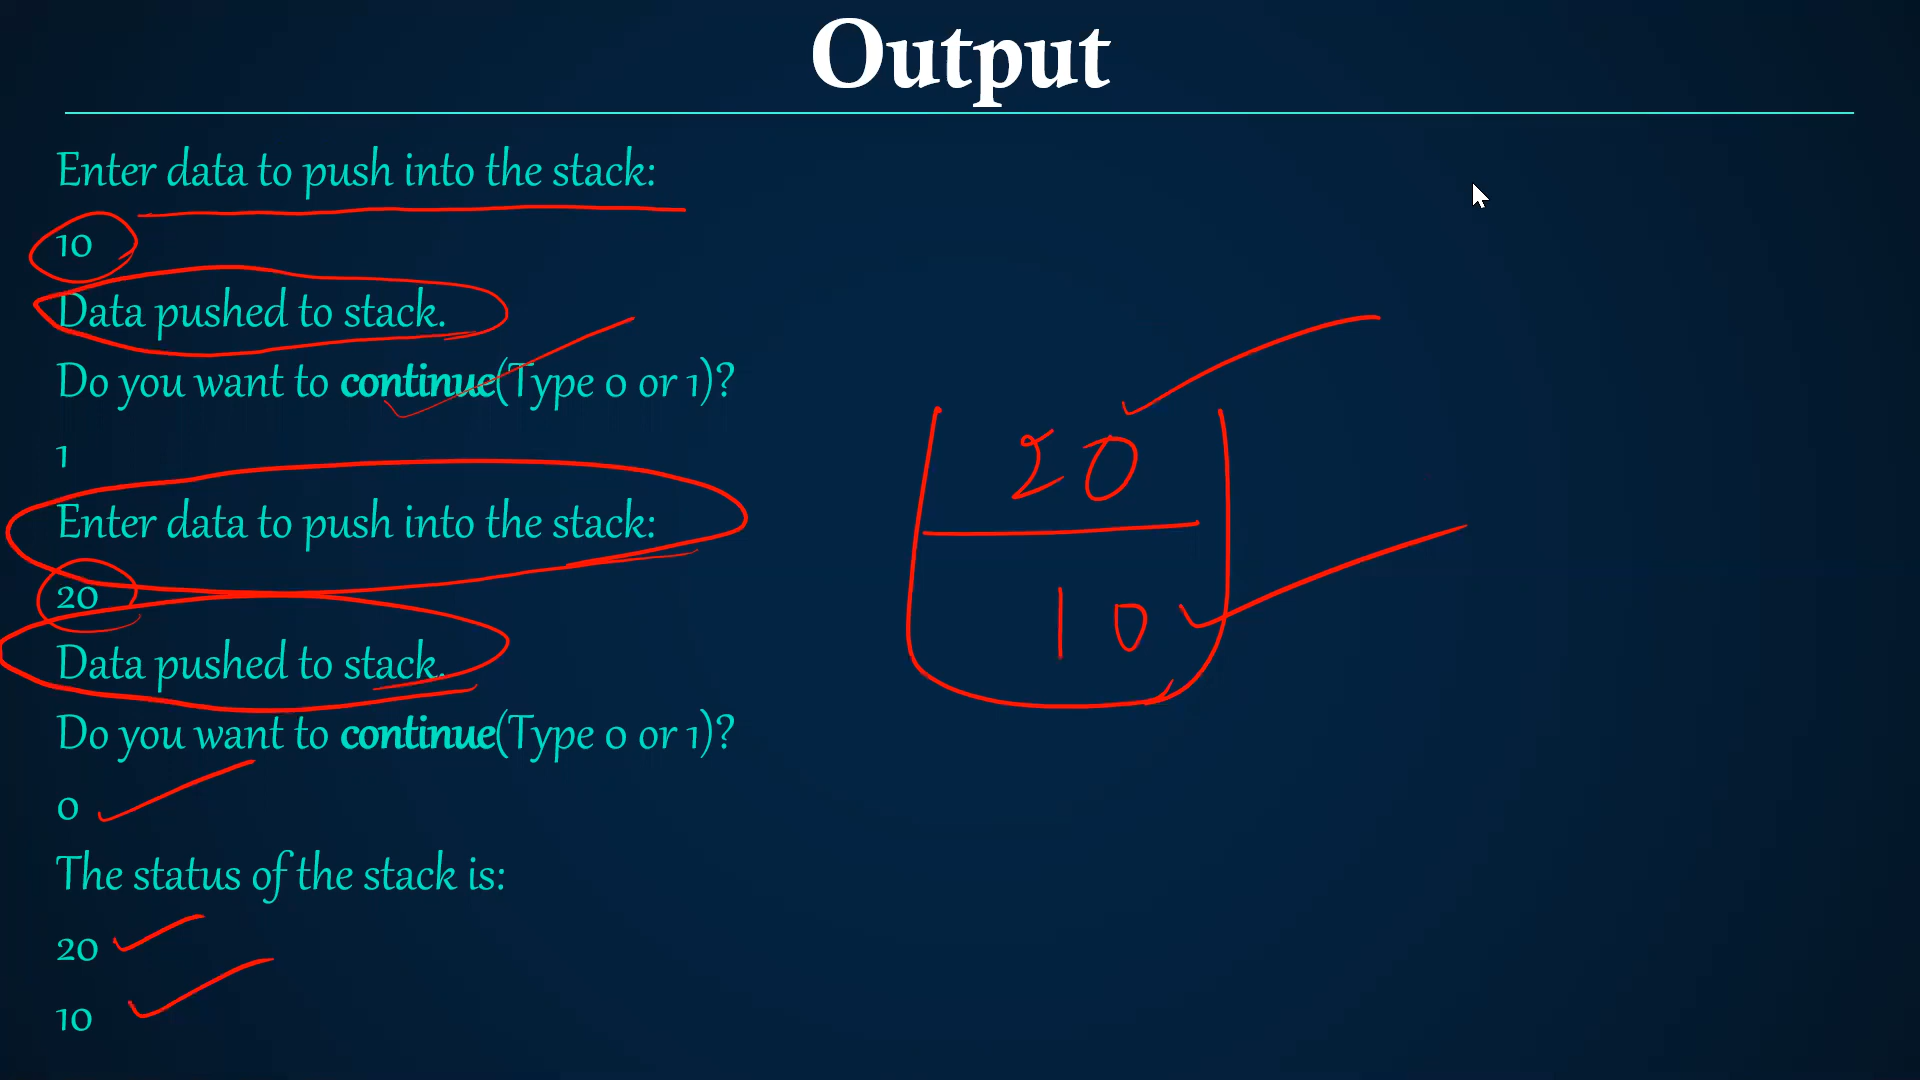 Output
Enter data to push into the stack:
10
Data pushed to stack.
Do you want to continue(Type 0 or 1)?
1
Enter data to push into the stack:
20
Data pushed to stack.
Do you want to continue(Type 0 or 1)?
0
The status of the stack is:
20
10
20
10